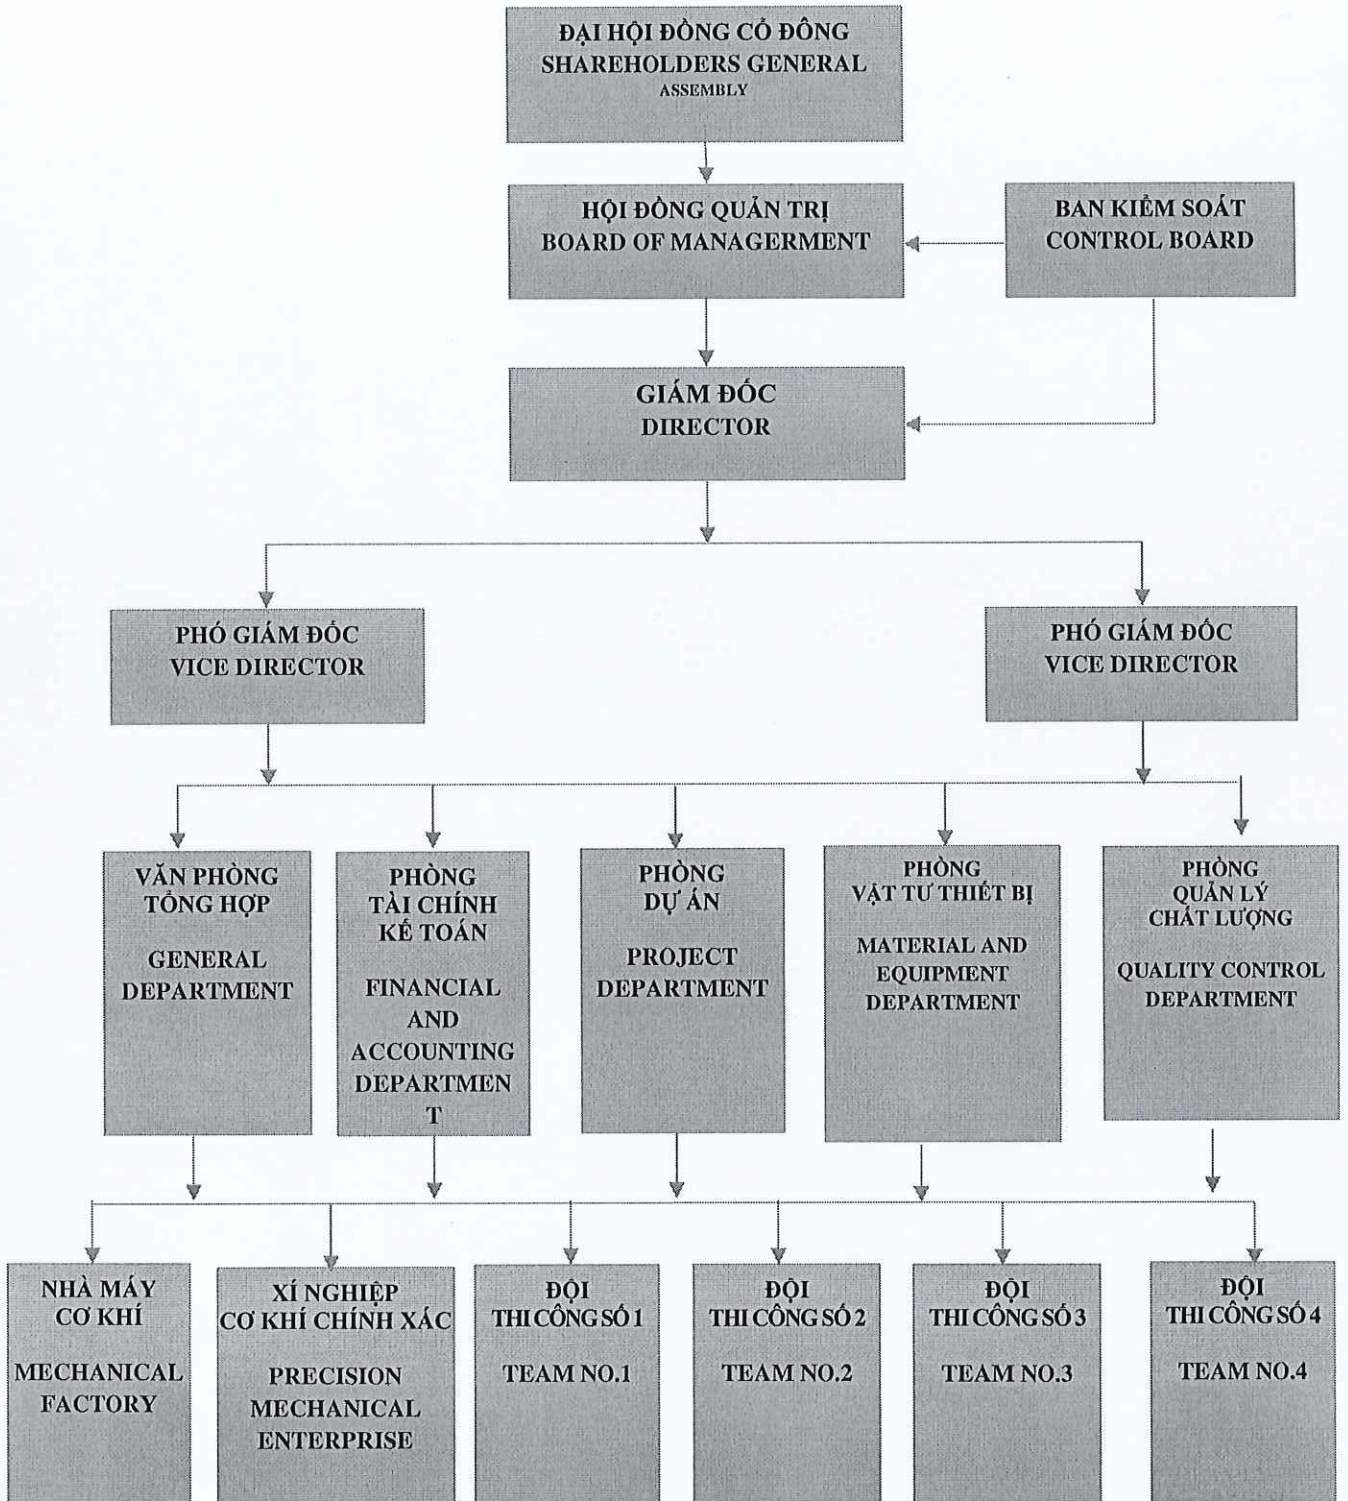 ĐẠI HỘI ĐỒNG CỔ ĐÔNG
SHAREHOLDERS GENERAL
ASSEMBLY
HỘI ĐỒNG QUẢN TRỊ
BOARD OF MANAGERMENT
BAN KIỂM SOÁT
CONTROL BOARD
GIÁM ĐỐC
DIRECTOR
PHÓ GIÁM ĐỐC
VICE DIRECTOR
PHÓ GIÁM ĐỐC
VICE DIRECTOR
VĂN PHÒNG
TỔNG HỢP
GENERAL
DEPARTMENT
PHÒNG
TÀI CHÍNH
KẾ TOÁN
FINANCIAL
AND
ACCOUNTING
DEPARTMEN
T
PHÒNG
DỰ ÁN
PROJECT
DEPARTMENT
PHÒNG
VẬT TƯ THIẾT BỊ
MATERIAL AND
EQUIPMENT
DEPARTMENT
PHÒNG
QUẢN LÝ
CHẤT LƯỢNG
QUALITY CONTROL
DEPARTMENT
NHÀ MÁY
CƠ KHÍ
MECHANICAL
FACTORY
XÍ NGHIỆP
CƠ KHÍ CHÍNH XÁC
PRECISION
MECHANICAL
ENTERPRISE
ĐỘI
THI CÔNG SỐ 1
TEAM NO.1
ĐỘI
THI CÔNG SỐ 2
TEAM NO.2
ĐỘI
THI CÔNG SỐ 3
TEAM NO.3
ĐỘI
THI CÔNG SỐ 4
TEAM NO.4